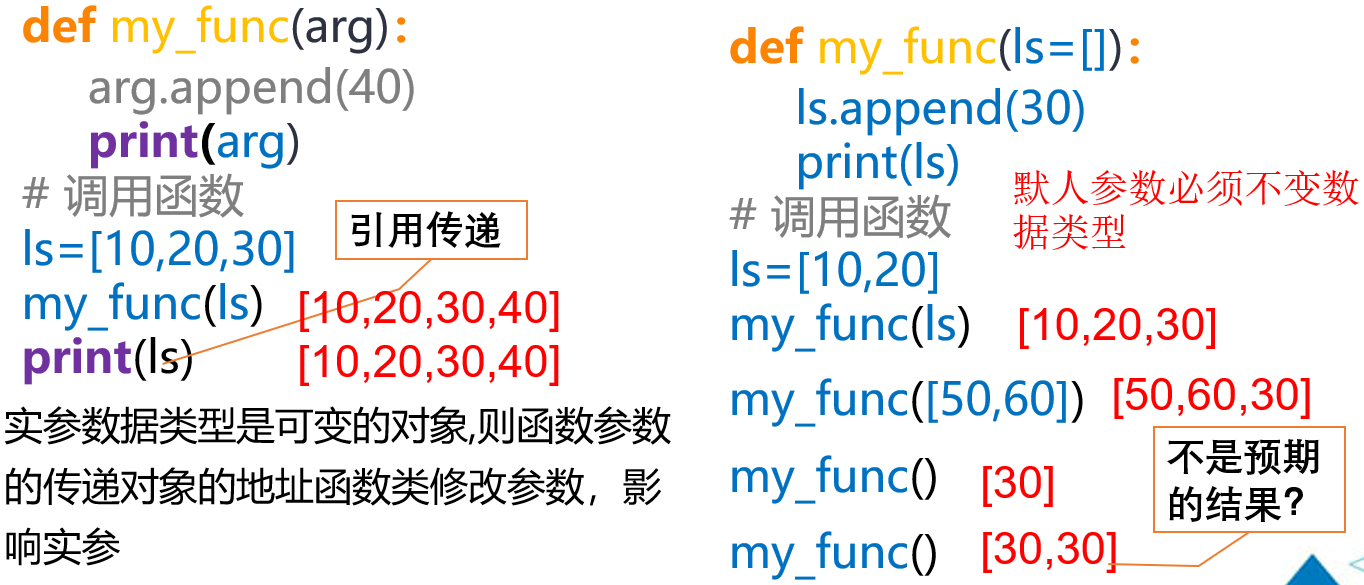 def my_func(arg):
arg.append(40)
print(arg)
# 调用函数
ls=[10,20,30]
my_func(ls)
[10,20,30,40]
print(ls)
[10,20,30,40]
引用传递
实参数据类型是可变的对象,则函数参数
的传递对象的地址函数类修改参数，影
响实参
def my_func(ls=[]):
ls.append(30)
print(ls)
默人参数必须不变数
据类型
# 调用函数
ls=[10,20]
my_func(ls)
[10,20,30]
my_func([50,60])
[50,60,30]
my_func()
[30]
my_func()
[30,30]
不是预期
的结果?